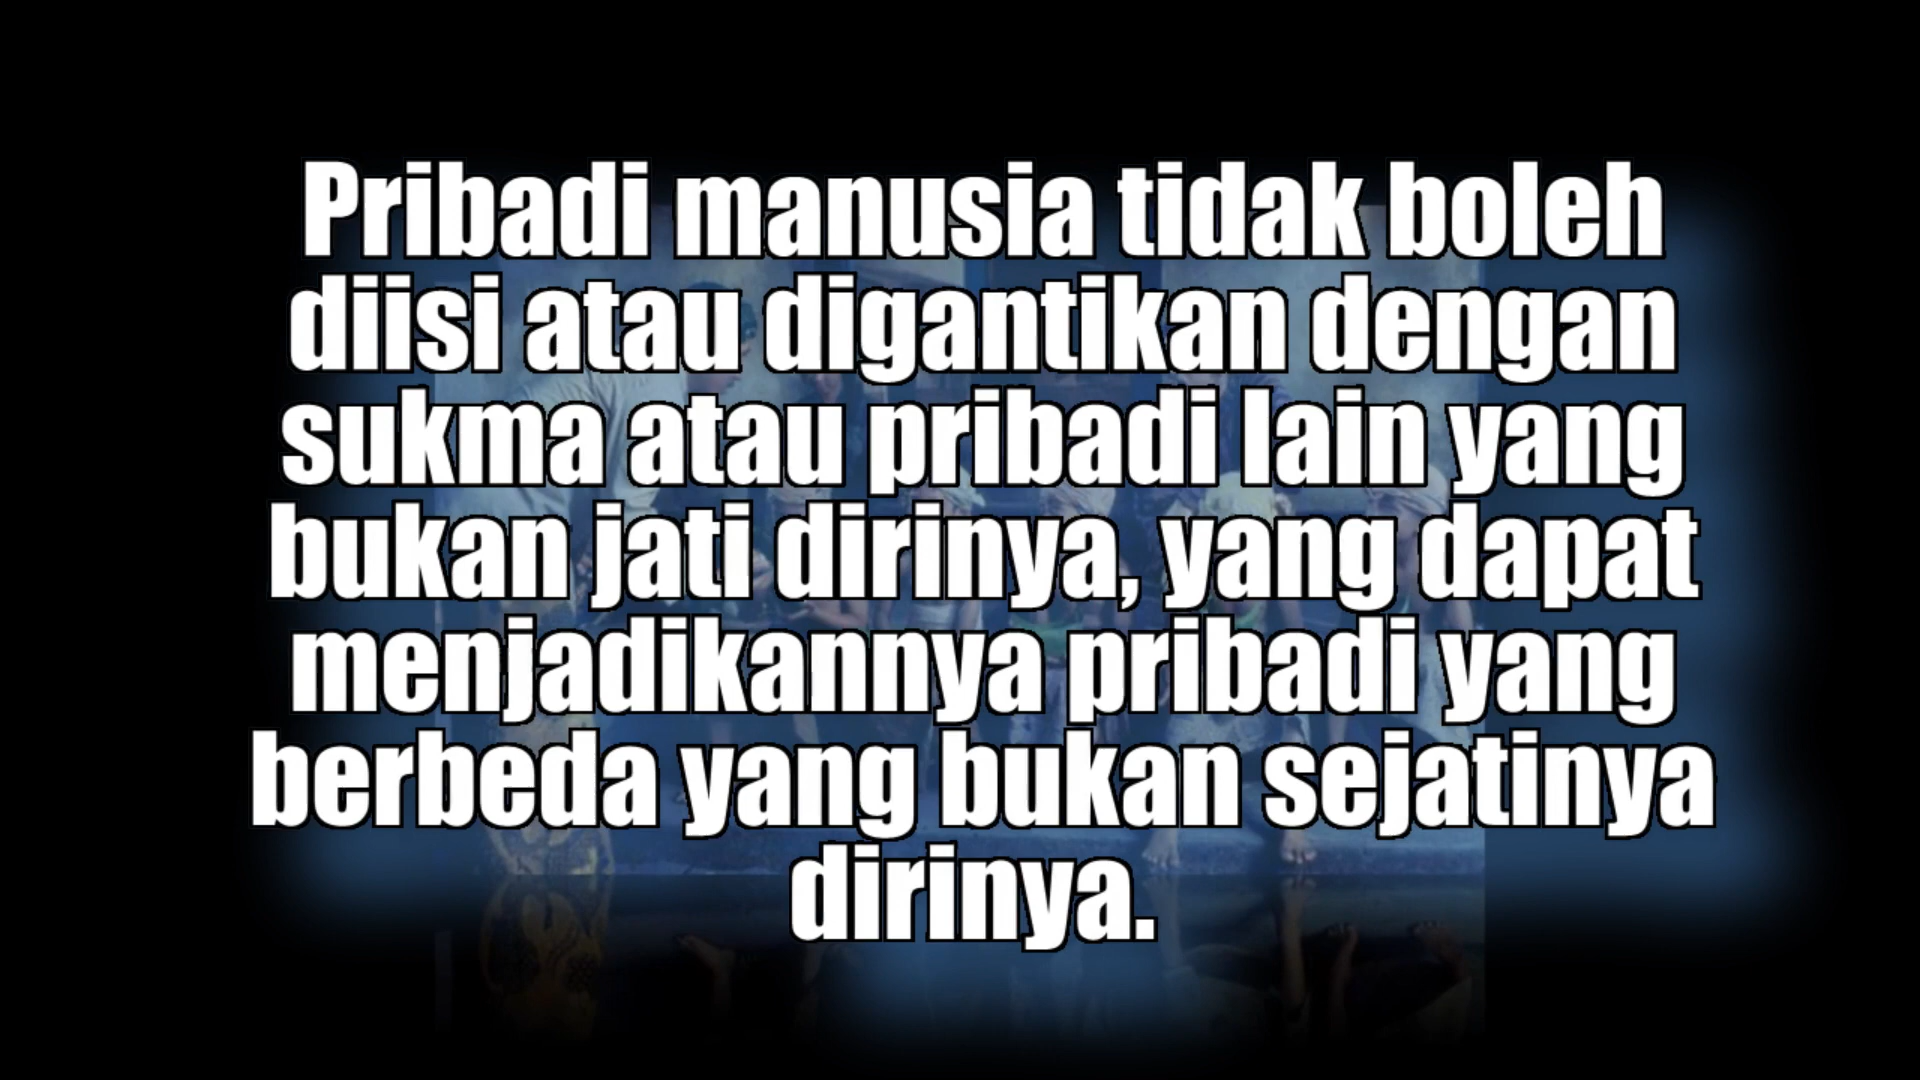 Pribadi manusia tidak boleh
diisi atau digantikan dengan
sukma atau pribadi lain yang
bukan jati dirinya, yang dapat
menjadikannya pribadi yang
berbeda yang bukan sejatinya
dirinya.